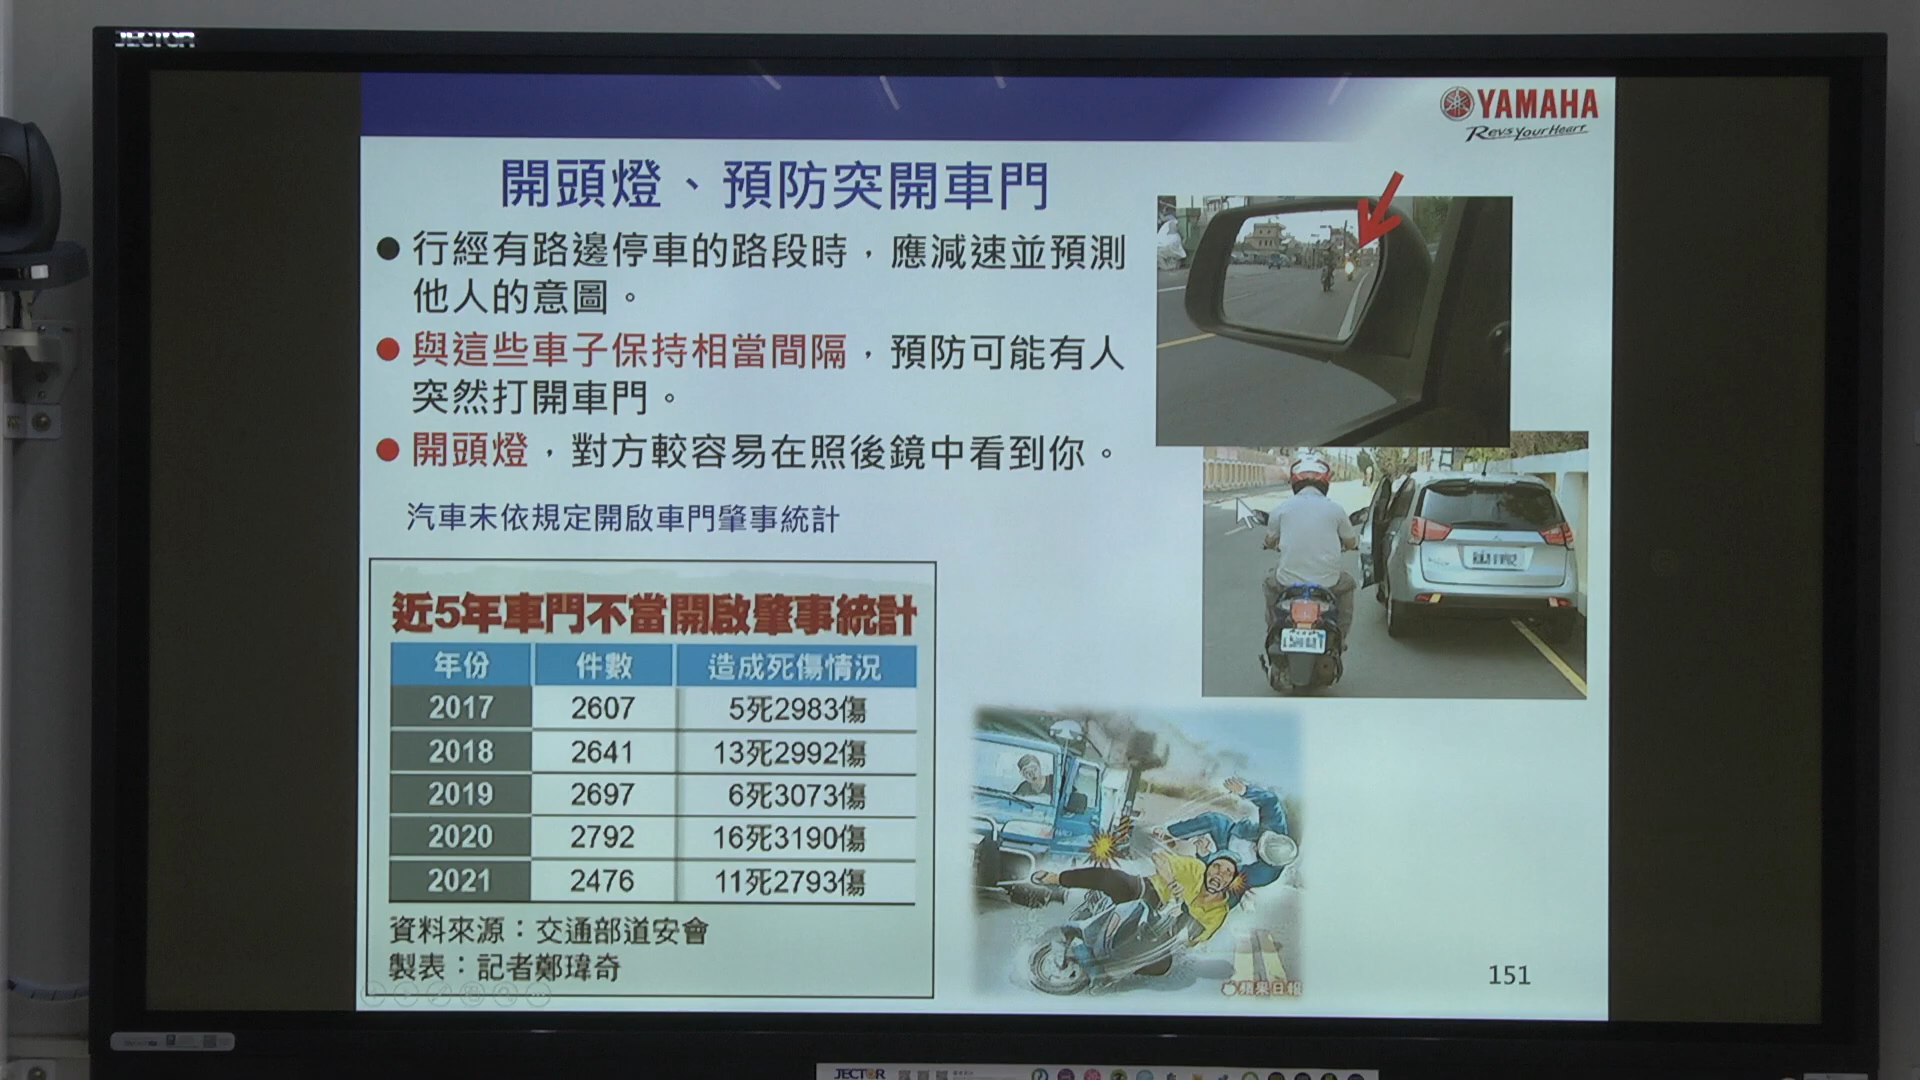 JECTOR
YAMAHA
Revs Your Heart
開頭燈、預防突開車門
●行經有路邊停車的路段時，應減速並預測
他人的意圖。
●與這些車子保持相當間隔，預防可能有人
突然打開車門。
●開頭燈，對方較容易在照後鏡中看到你。
汽車未依規定開啟車門肇事統計
近5年車門不當開啟肇事統計
年份 件數 造成死傷情況
2017 2607 5死2983傷
2018 2641 13死2992傷
2019 2697 6死3073傷
2020 2792 16死3190傷
2021 2476 11死2793傷
資料來源：交通部道安會
製表：記者鄭瑋奇
蘋果日報
151
JECTOR